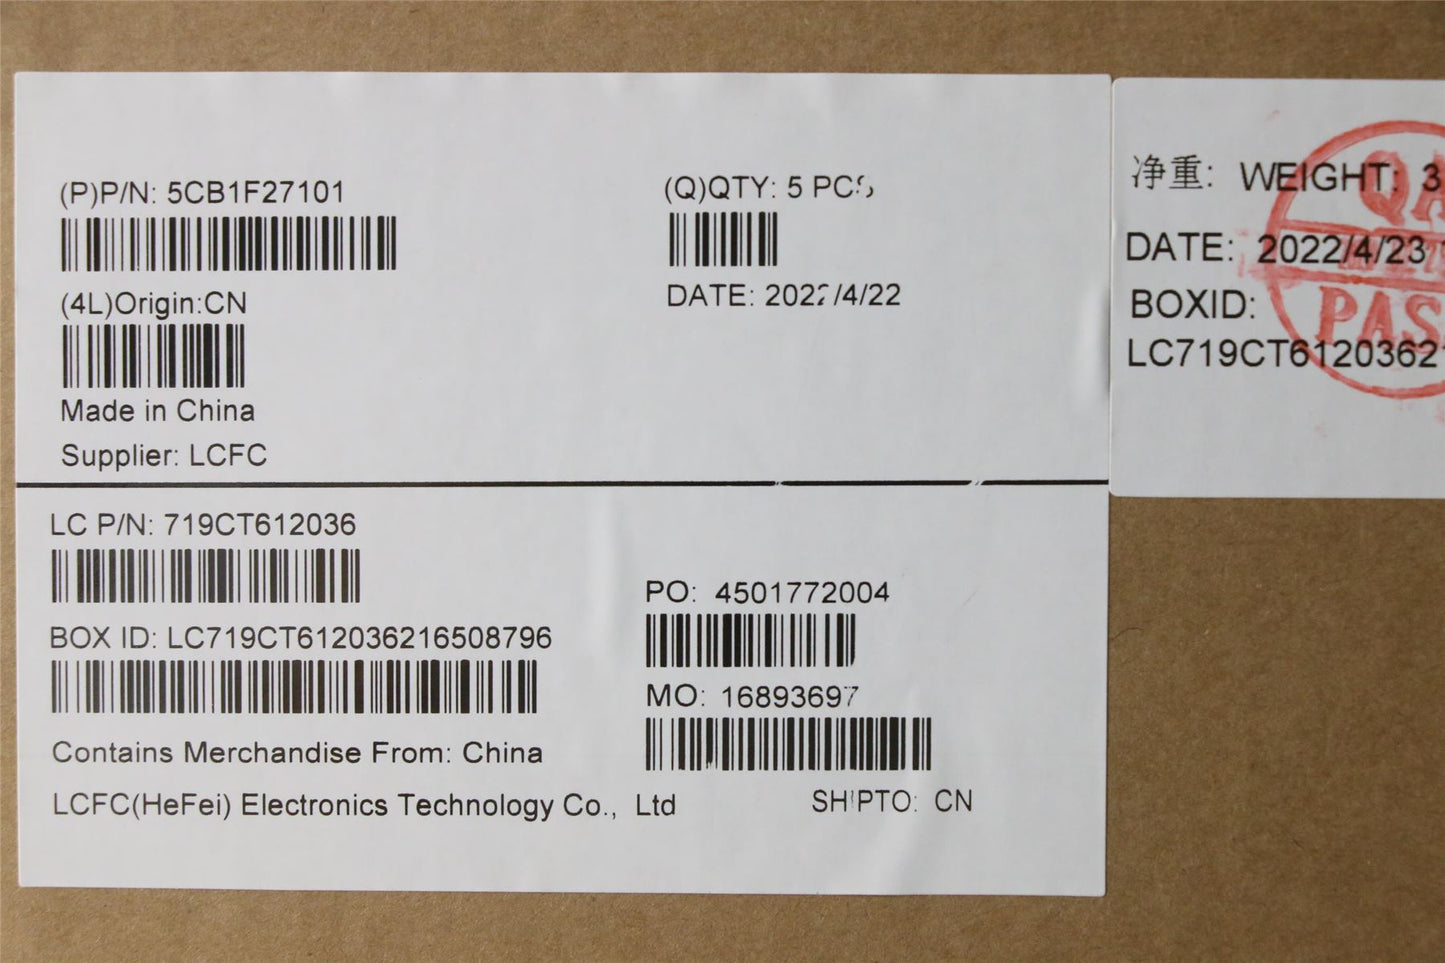 (P)P/N: 5CB1F27101
(Q)QTY: 5 PCS
(4L)Origin:CN
DATE: 2022/4/22
Made in China
Supplier: LCFC
LC P/N: 719CT612036
BOX ID: LC719CT612036216508796
PO: 4501772004
MO: 16893697
Contains Merchandise From: China
LCFC(HeFei) Electronics Technology Co., Ltd
SHIPTO: CN
净重: WEIGHT: 3
DATE: 2022/4/23
BOXID:
LC719CT6120362
QA
PAS